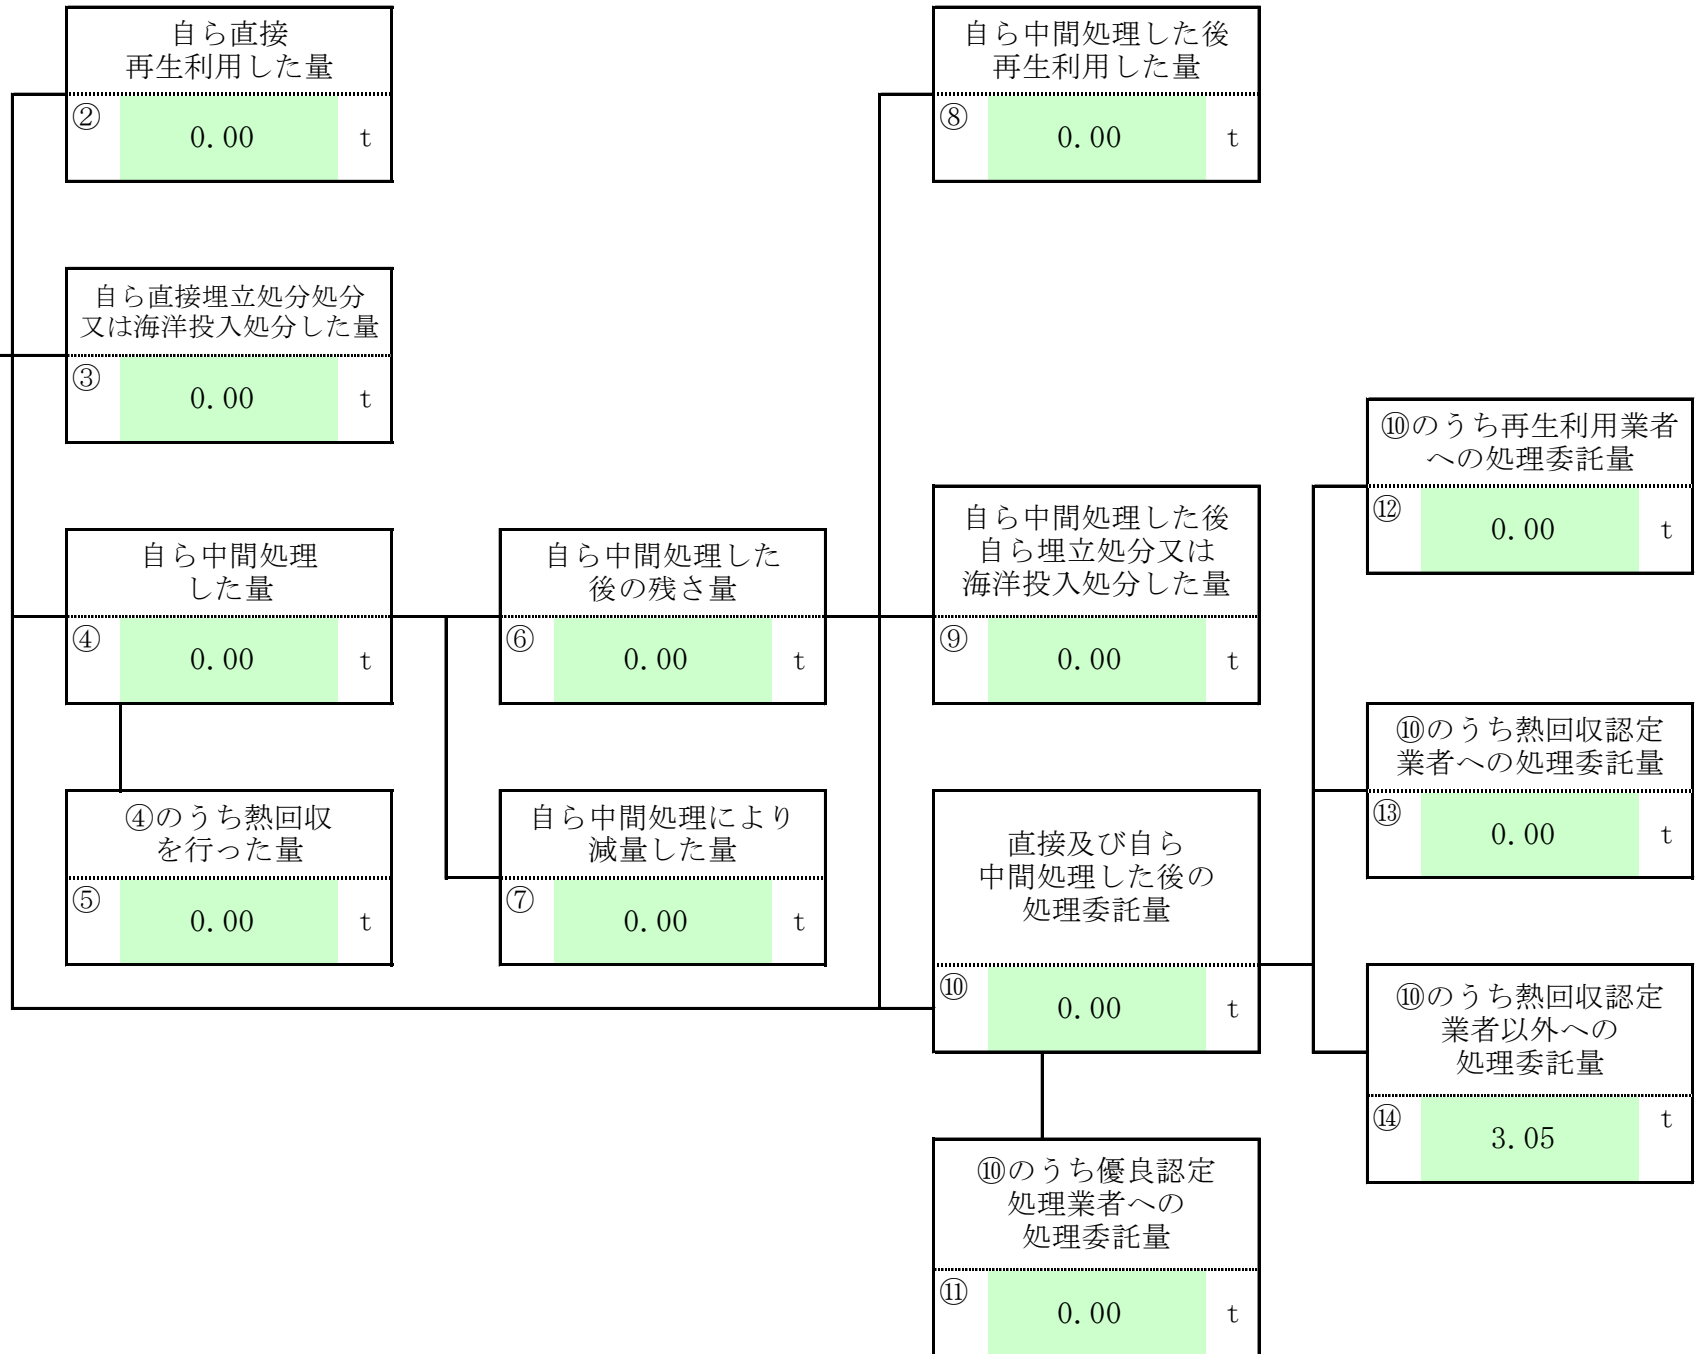 自ら直接
再生利用した量
② 0.00 t
自ら直接埋立処分処分
又は海洋投入処分した量
③ 0.00 t
自ら中間処理
した量
④ 0.00 t
④のうち熱回収
を行った量
⑤ 0.00 t
自ら中間処理した
後の残さ量
⑥ 0.00 t
自ら中間処理により
減量した量
⑦ 0.00 t
自ら中間処理した後
再生利用した量
⑧ 0.00 t
自ら中間処理した後
自ら埋立処分又は
海洋投入処分した量
⑨ 0.00 t
直接及び自ら
中間処理した後の
処理委託量
⑩ 0.00 t
⑩のうち優良認定
処理業者への
処理委託量
⑪ 0.00 t
⑩のうち再生利用業者
への処理委託量
⑫ 0.00 t
⑩のうち熱回収認定
業者への処理委託量
⑬ 0.00 t
⑩のうち熱回収認定
業者以外への
処理委託量
⑭ 3.05 t